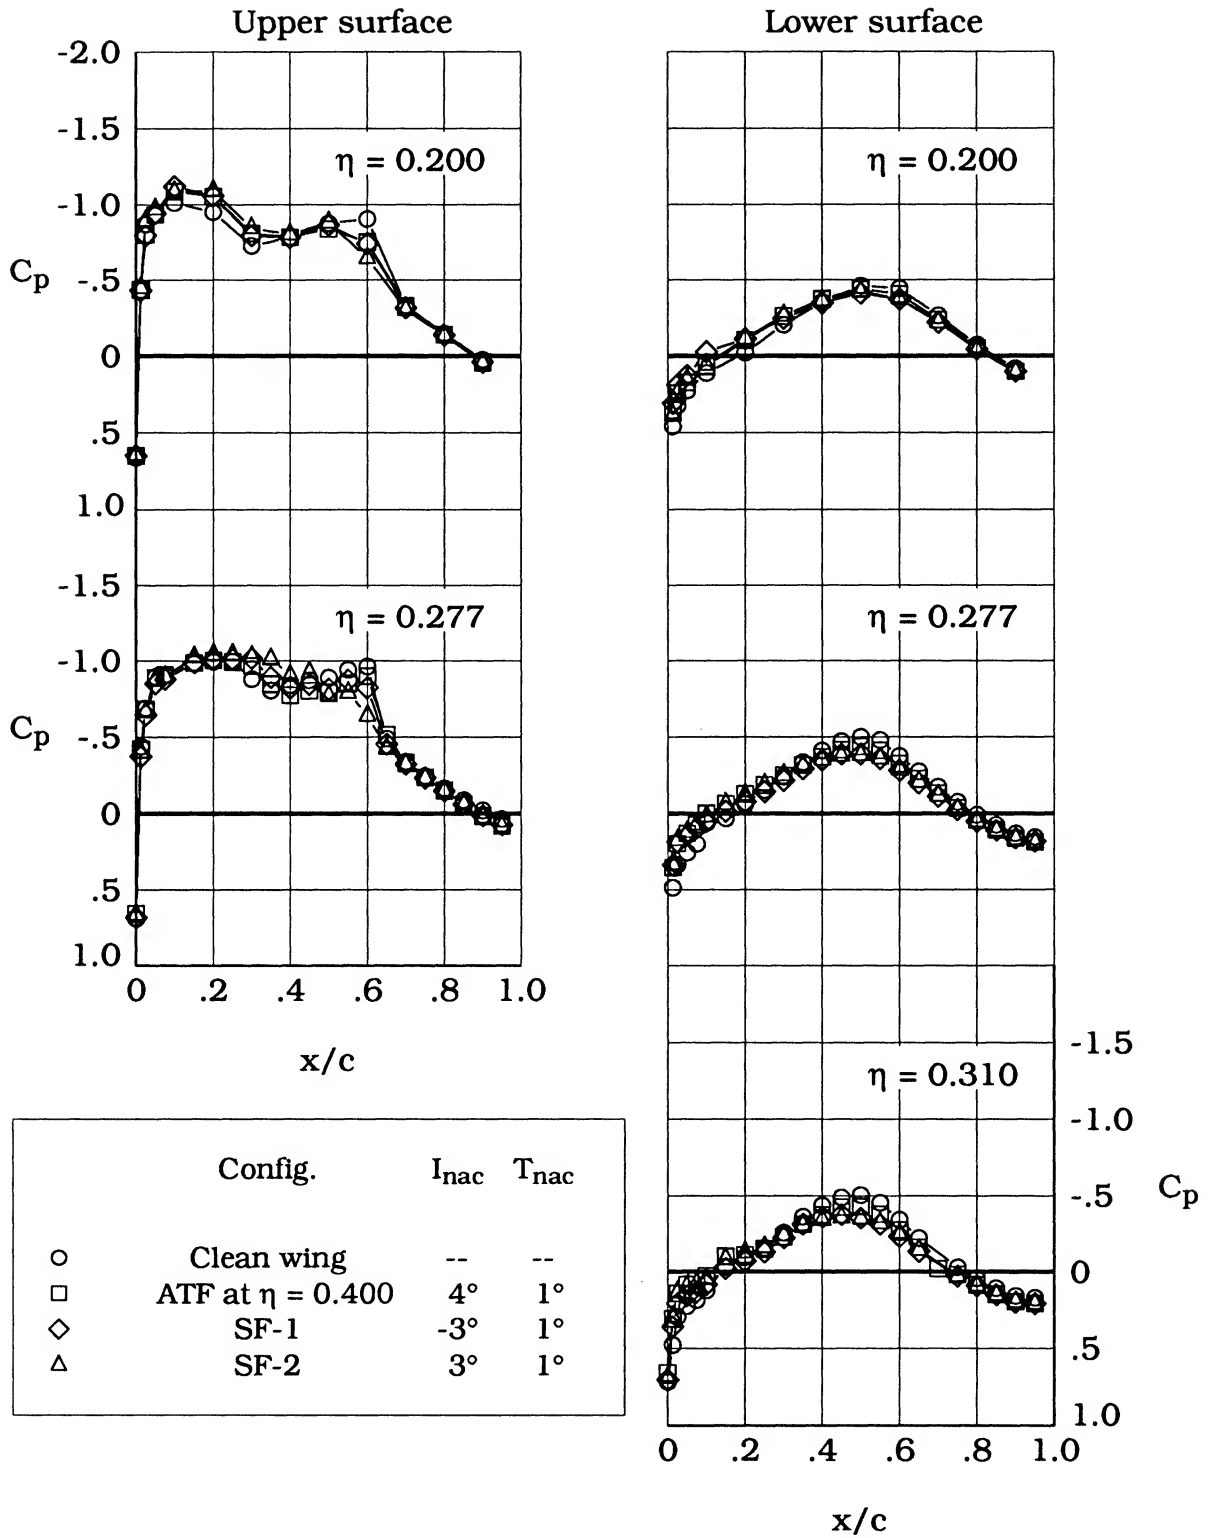 Upper surface
-2.0
-1.5
-1.0
-.5
0
.5
1.0
Cp
η = 0.200
-1.5
-1.0
-.5
0
.5
1.0
Cp
η = 0.277
0 .2 .4 .6 .8 1.0
x/c
Lower surface
η = 0.200
η = 0.277
η = 0.310
-1.5
-1.0
-.5
0
.5
1.0
Cp
0 .2 .4 .6 .8 1.0
x/c
Config. Inac Tnac
Clean wing -- --
ATF at η = 0.400 4° 1°
SF-1 -3° 1°
SF-2 3° 1°